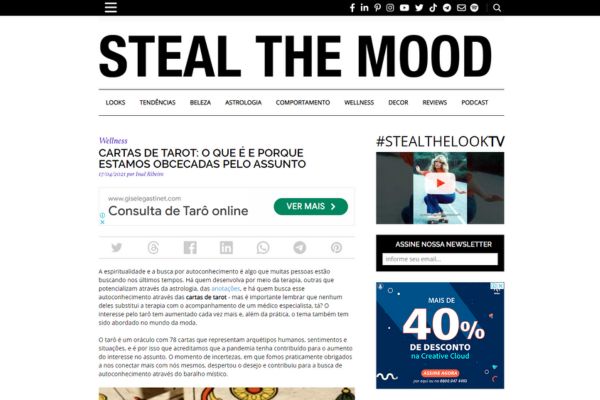 STEAL THE MOOD
LOOKS TENDÊNCIAS BELEZA ASTROLOGIA COMPORTAMENTO WELLNESS DECOR REVIEWS PODCAST
Wellness
CARTAS DE TAROT: O QUE É E PORQUE
ESTAMOS OBCECADAS PELO ASSUNTO
17/04/2021 por Inal Ribeiro
www.giselegastinet.com
Consulta de Tarô online
VER MAIS
A espiritualidade e a busca por autoconhecimento é algo que muitas pessoas estão
buscando nos últimos tempos. Há quem desenvolva por meio da terapia, outras que
potencializam através da astrologia, das anotações, e há quem busca esse
autoconhecimento através das cartas de tarot - mas é importante lembrar que nenhum
deles substitui a terapia com o acompanhamento de um médico especialista, tá? O
interesse pelo tarô tem aumentado cada vez mais e, além da prática, o tema também tem
sido abordado no mundo da moda.
O tarô é um oráculo com 78 cartas que representam arquétipos humanos, sentimentos e
situações, e é por isso que acreditamos que a pandemia tenha contribuído para o aumento
do interesse no assunto. O momento de incertezas, em que fomos praticamente obrigados
a nos conectar mais com nós mesmos, despertou o desejo e contribuiu para a busca de
autoconhecimento através do baralho místico.
#STEALTHELOOKTV
ASSINE NOSSA NEWSLETTER
informe seu email...
MAIS DE
40%
DE DESCONTO
na Creative Cloud
ASSINE AGORA
por aqui ou no 0800.047.4493